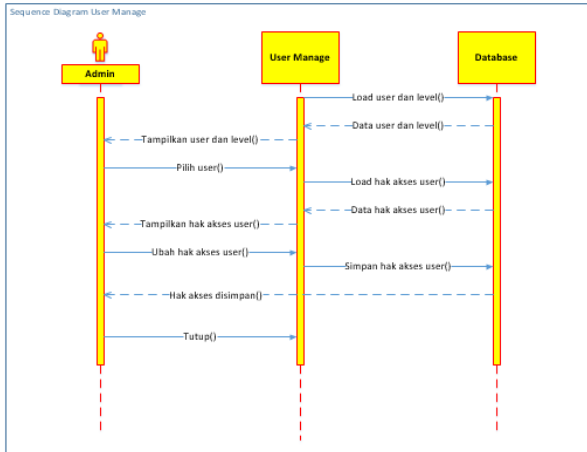 Sequence Diagram User Manage
Admin
User Manage
Database
Load user dan level()
Data user dan level()
Tampilkan user dan level()
Pilih user()
Load hak akses user()
Data hak akses user()
Tampilkan hak akses user()
Ubah hak akses user()
Simpan hak akses user()
Hak akses disimpan()
Tutup()